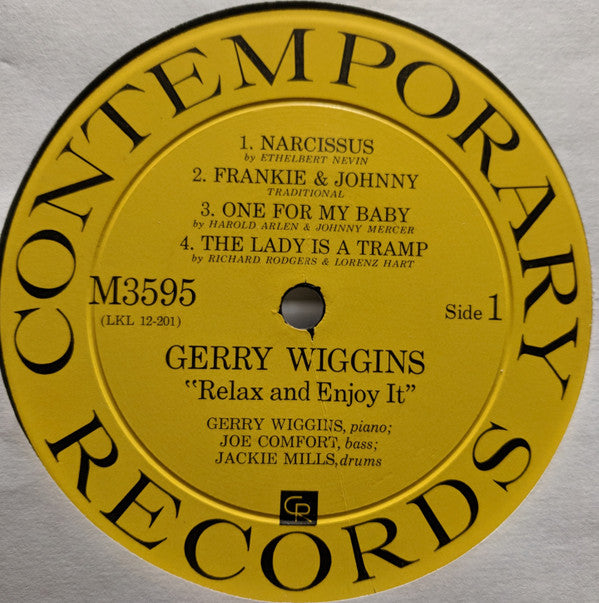 CONTEMPORARY RECORDS
1. NARCISSUS
by ETHELBERT NEVIN
2. FRANKIE & JOHNNY
TRADITIONAL
3. ONE FOR MY BABY
by HAROLD ARLEN & JOHNNY MERCER
4. THE LADY IS A TRAMP
by RICHARD RODGERS & LORENZ HART
M3595
(LKL 12-201)
Side 1
GERRY WIGGINS
"Relax and Enjoy It"
GERRY WIGGINS, piano;
JOE COMFORT, bass;
JACKIE MILLS, drums
CR